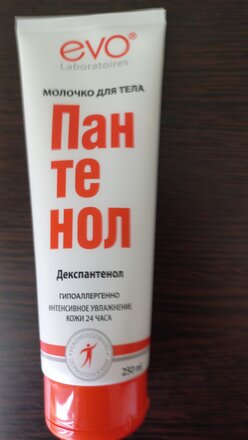 evo®
Laboratoires
МОЛОЧКО ДЛЯ ТЕЛА
Пан
те
нол
Декспантенол
ГИПОАЛЛЕРГЕННО
ИНТЕНСИВНОЕ УВЛАЖНЕНИЕ
КОЖИ 24 ЧАСА
250 ml